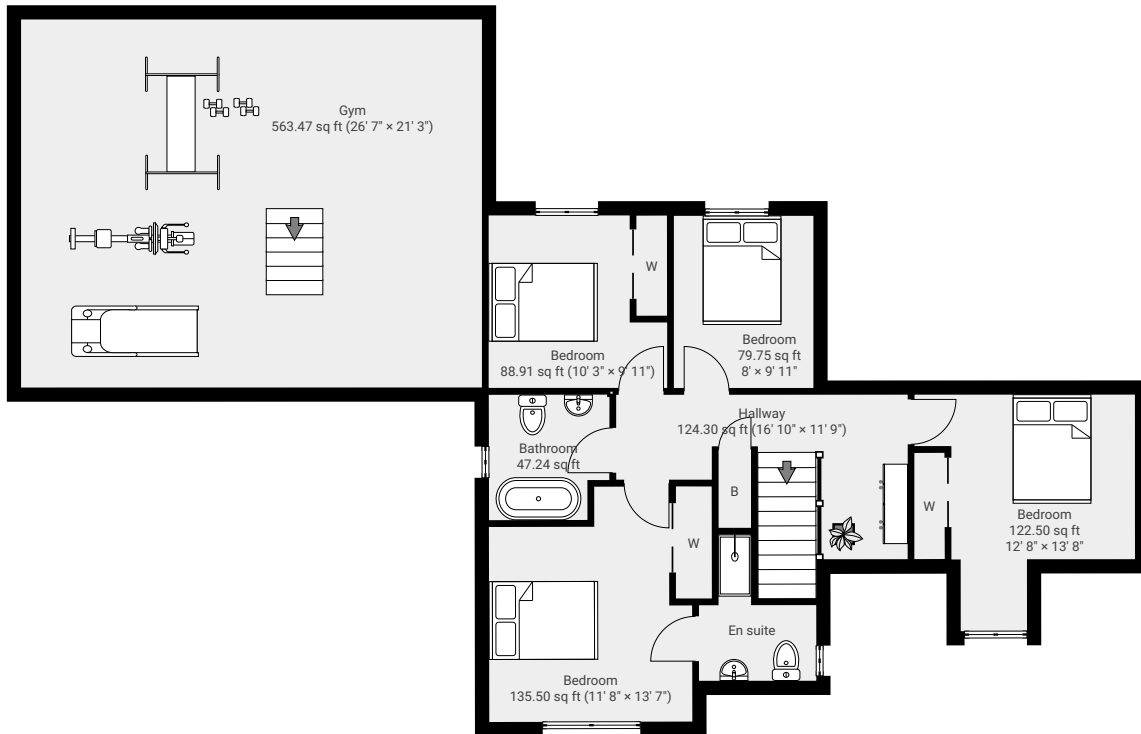 Gym
563.47 sq ft (26' 7" × 21' 3")
W
Bedroom
88.91 sq ft (10' 3" × 9' 11")
Bedroom
79.75 sq ft
8' × 9' 11"
Hallway
124.30 sq ft (16' 10" × 11' 9")
Bathroom
47.24 sq ft
B
W
W
Bedroom
122.50 sq ft
12' 8" × 13' 8"
En suite
Bedroom
135.50 sq ft (11' 8" × 13' 7")